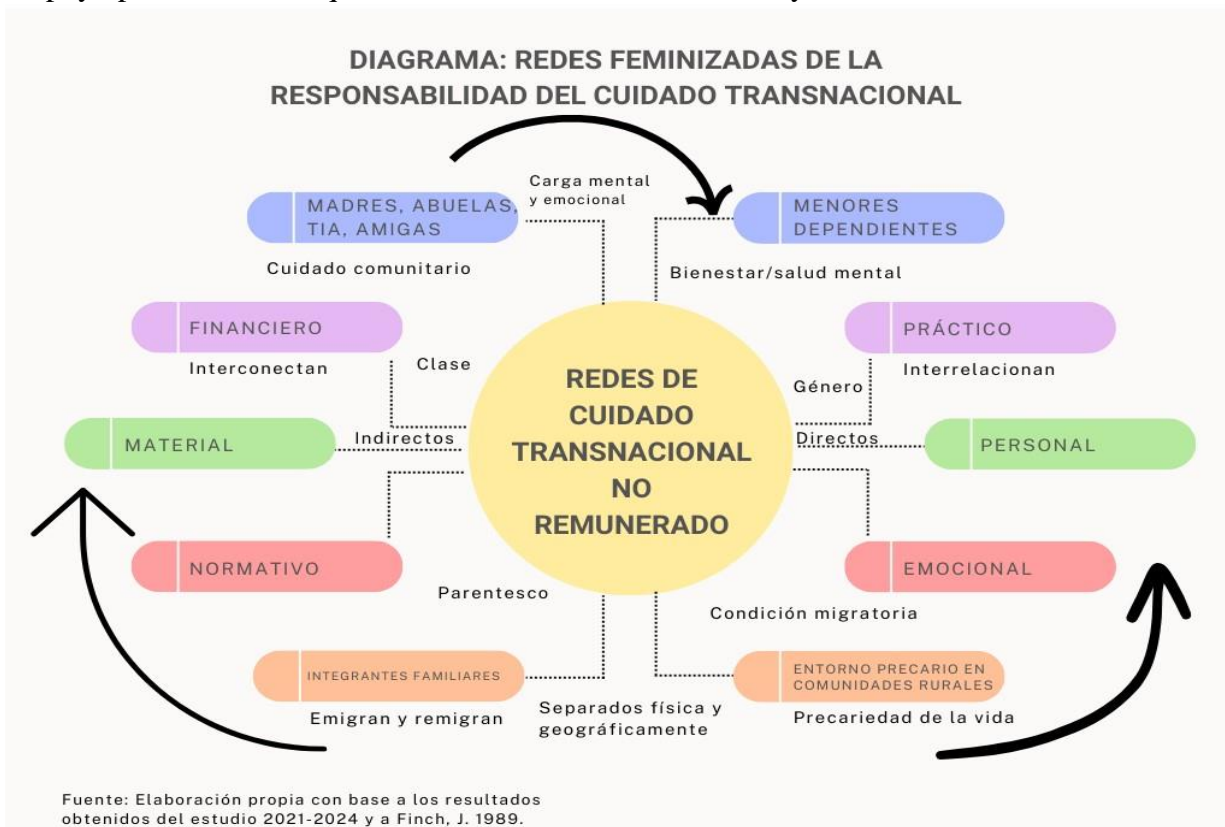 DIAGRAMA: REDES FEMINIZADAS DE LA
RESPONSABILIDAD DEL CUIDADO TRANSNACIONAL
Carga mental
y emocional
MADRES, ABUELAS,
TIA, AMIGAS
MENORES
DEPENDIENTES
Cuidado comunitario
Bienestar/salud mental
FINANCIERO
PRÁCTICO
Interconectan
Clase
Género
Interrelacionan
REDES DE
CUIDADO
TRANSNACIONAL
NO
REMUNERADO
MATERIAL
Indirectos
Directos
PERSONAL
NORMATIVO
EMOCIONAL
Parentesco
Condición migratoria
INTEGRANTES FAMILIARES
ENTORNO PRECARIO EN
COMUNIDADES RURALES
Emigran y remigran
Separados física y
geográficamente
Precariedad de la vida
Fuente: Elaboración propia con base a los resultados
obtenidos del estudio 2021-2024 y a Finch, J. 1989.